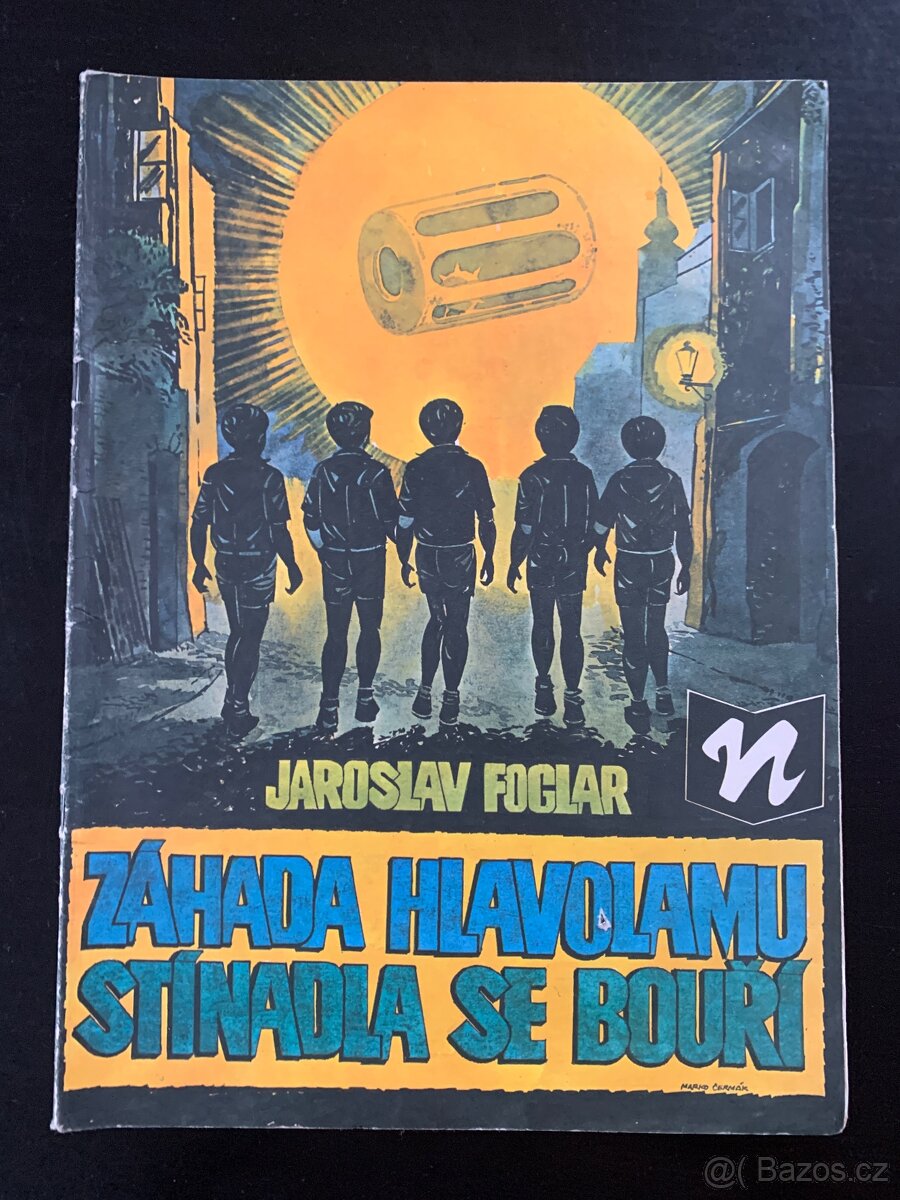 JAROSLAV FOGLAR
n
ZÁHADA HLAVOLAMU
STÍNADLA SE BOUŘÍ
MARKO ČERMÁK
@( Bazos.cz